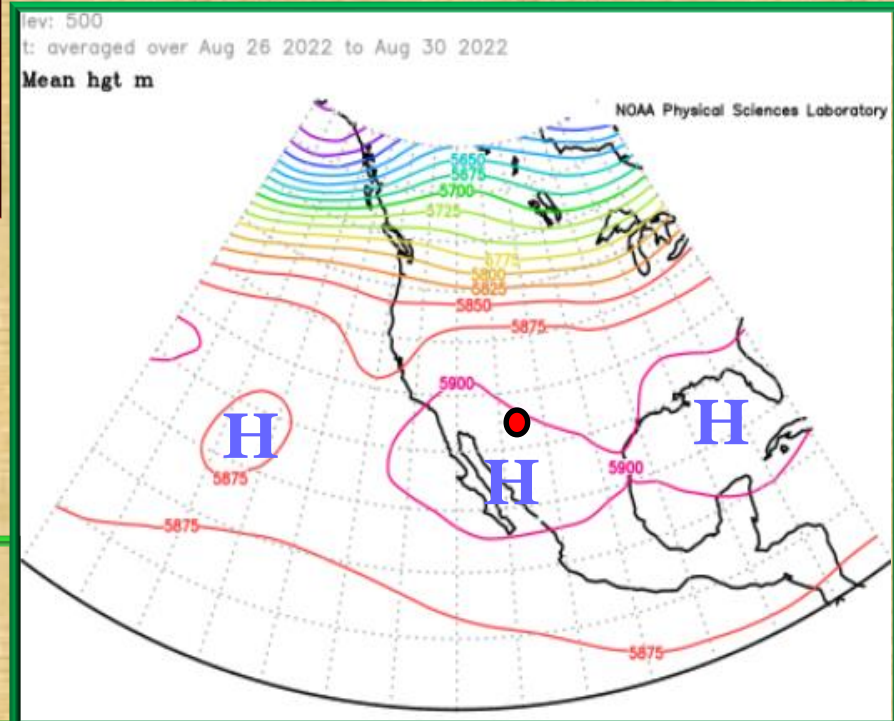 lev: 500
t: averaged over Aug 26 2022 to Aug 30 2022
Mean hgt m
NOAA Physical Sciences Laboratory
5650
5675
5700
5725
5775
5800
5825
5850
5875
5900
H
H
H
5900
5875
5875
5875